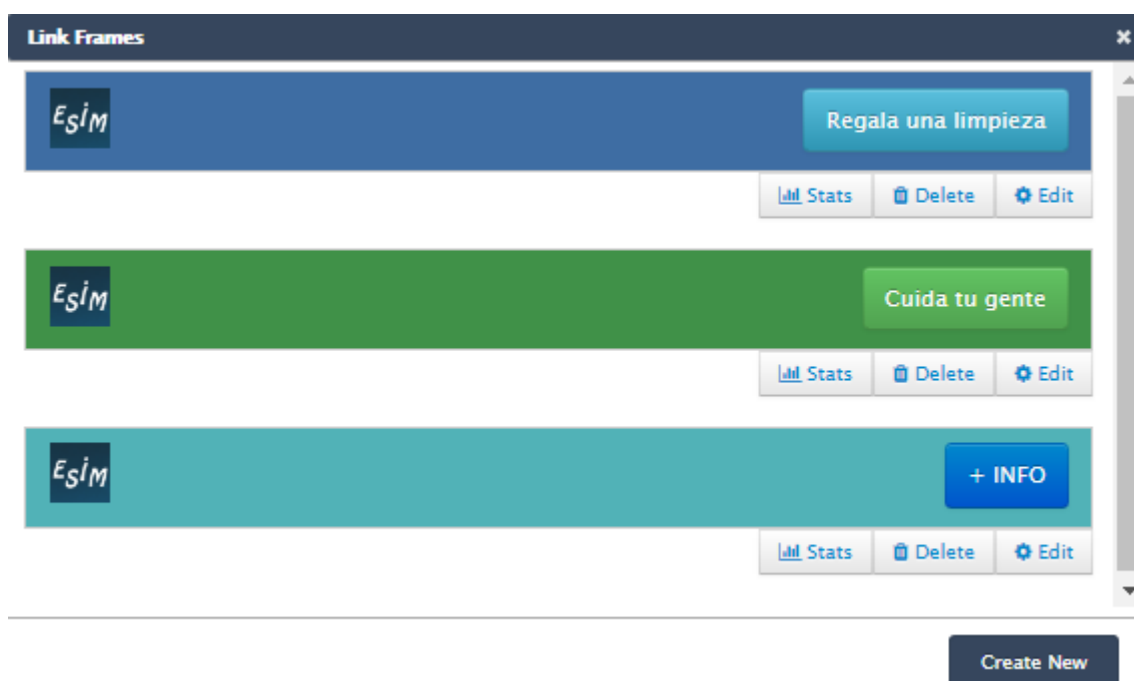 Link Frames
ESiM
Regala una limpieza
Stats Delete Edit
ESiM
Cuida tu gente
Stats Delete Edit
ESiM
+ INFO
Stats Delete Edit
Create New